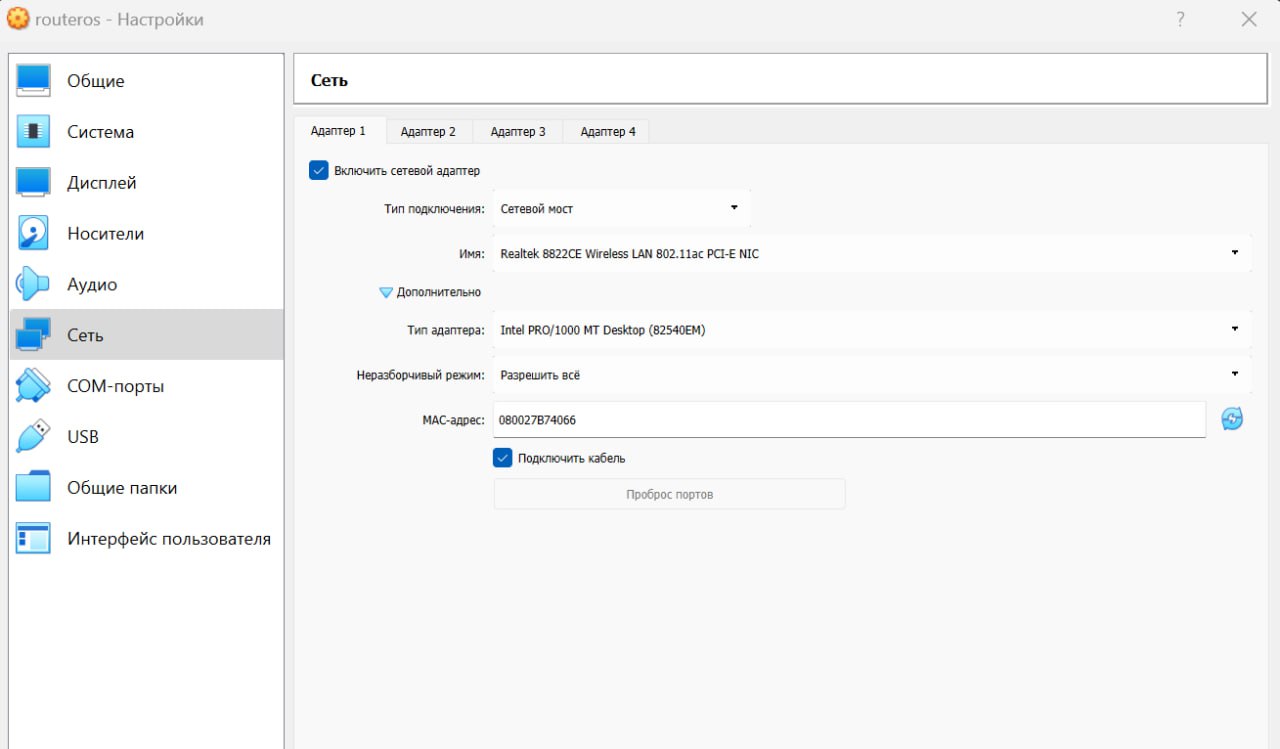 routeros - Настройки
?
Общие
Система
Дисплей
Носители
Аудио
Сеть
COM-порты
USB
Общие папки
Интерфейс пользователя
Сеть
Адаптер 1 Адаптер 2 Адаптер 3 Адаптер 4
Включить сетевой адаптер
Тип подключения: Сетевой мост
Имя: Realtek 8822CE Wireless LAN 802.11ac PCI-E NIC
Дополнительно
Тип адаптера: Intel PRO/1000 MT Desktop (82540EM)
Неразборчивый режим: Разрешить всё
MAC-адрес: 080027B74066
Подключить кабель
Проброс портов